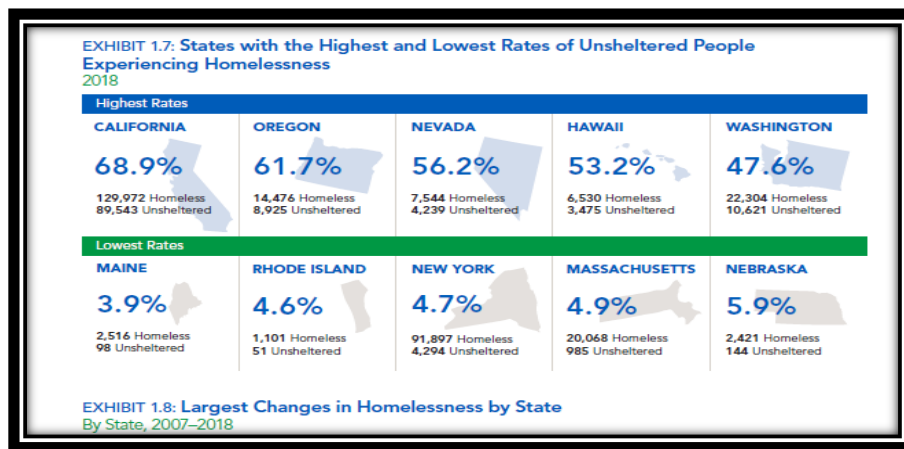 EXHIBIT 1.7: States with the Highest and Lowest Rates of Unsheltered People
Experiencing Homelessness
2018
Highest Rates
CALIFORNIA
68.9%
129,972 Homeless
89,543 Unsheltered
OREGON
61.7%
14,476 Homeless
8,925 Unsheltered
NEVADA
56.2%
7,544 Homeless
4,239 Unsheltered
HAWAII
53.2%
6,530 Homeless
3,475 Unsheltered
WASHINGTON
47.6%
22,304 Homeless
10,621 Unsheltered
Lowest Rates
MAINE
3.9%
2,516 Homeless
98 Unsheltered
RHODE ISLAND
4.6%
1,101 Homeless
51 Unsheltered
NEW YORK
4.7%
91,897 Homeless
4,294 Unsheltered
MASSACHUSETTS
4.9%
20,068 Homeless
985 Unsheltered
NEBRASKA
5.9%
2,421 Homeless
144 Unsheltered
EXHIBIT 1.8: Largest Changes in Homelessness by State
By State, 2007–2018